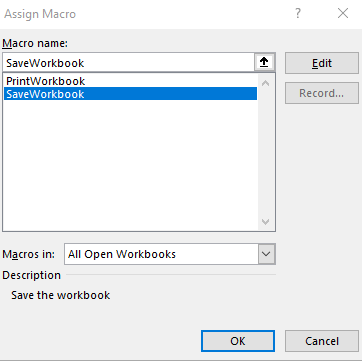 Assign Macro ? ×
Macro name:
SaveWorkbook Edit
PrintWorkbook Record...
SaveWorkbook
Macros in: All Open Workbooks
Description
Save the workbook
OK Cancel